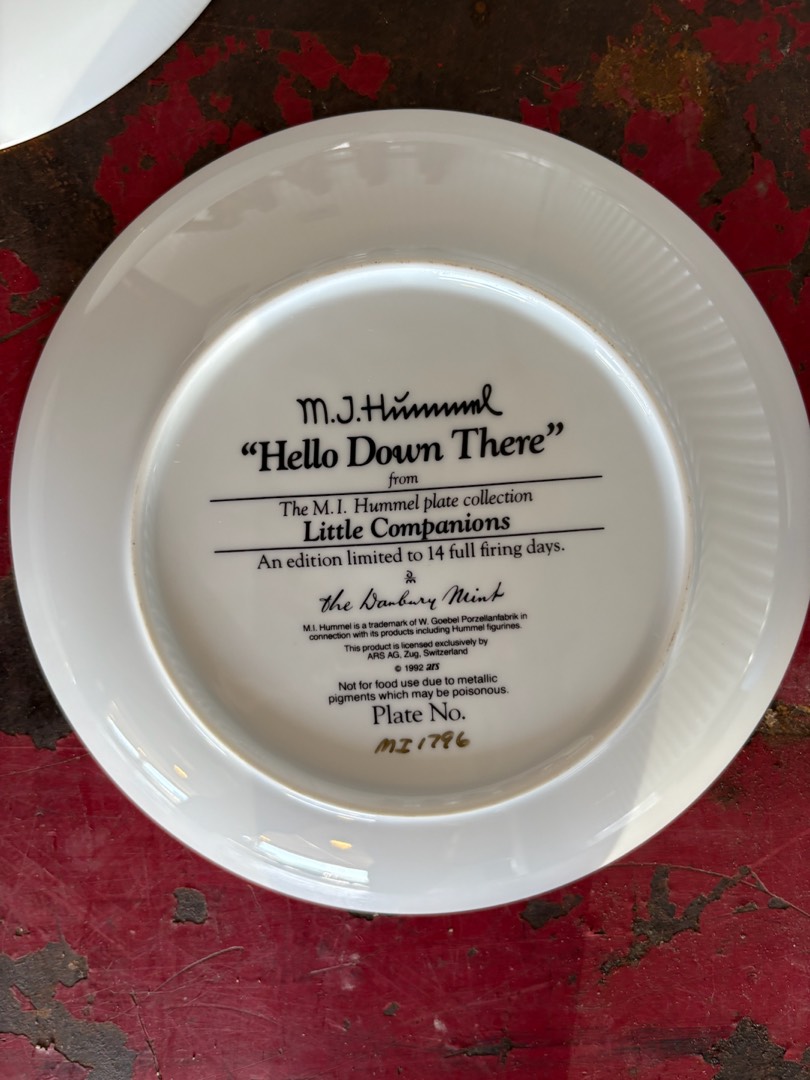 M.J.Hummel
“Hello Down There”
from
The M.I. Hummel plate collection
Little Companions
An edition limited to 14 full firing days.
the Danbury Mint
M.I. Hummel is a trademark of W. Goebel Porzellanfabrik in
connection with its products including Hummel figurines.
This product is licensed exclusively by
ARS AG, Zug, Switzerland
© 1992 ars
Not for food use due to metallic
pigments which may be poisonous.
Plate No.
MI1796